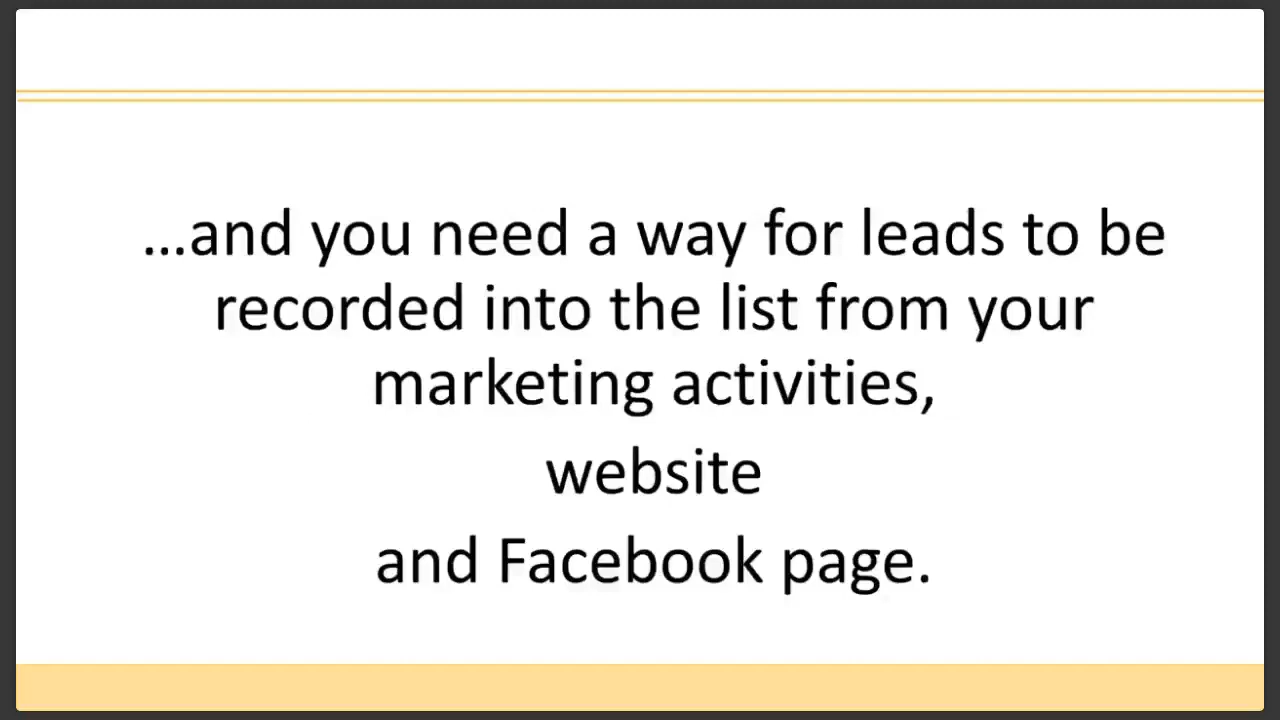 ...and you need a way for leads to be
recorded into the list from your
marketing activities,
website
and Facebook page.